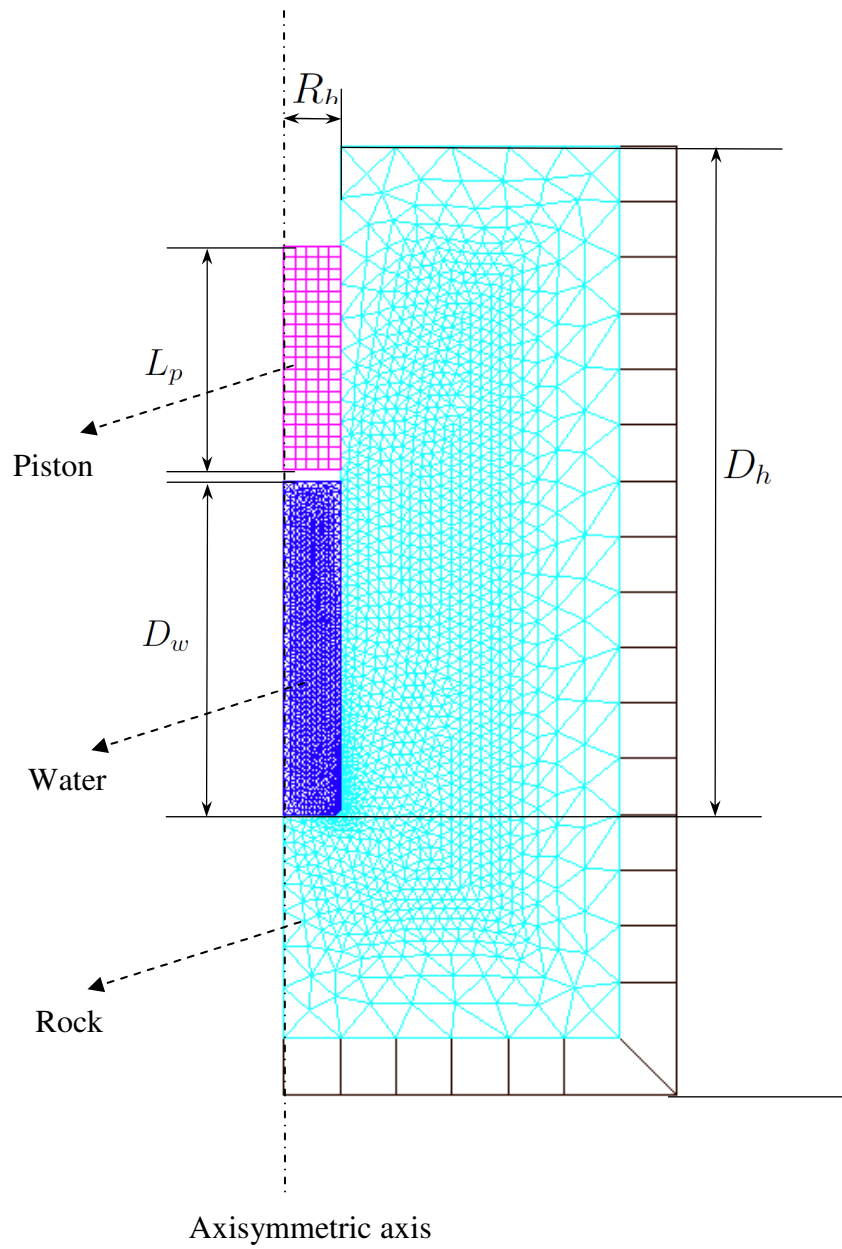 R_h
L_p
Piston
D_h
D_w
Water
Rock
Axisymmetric axis